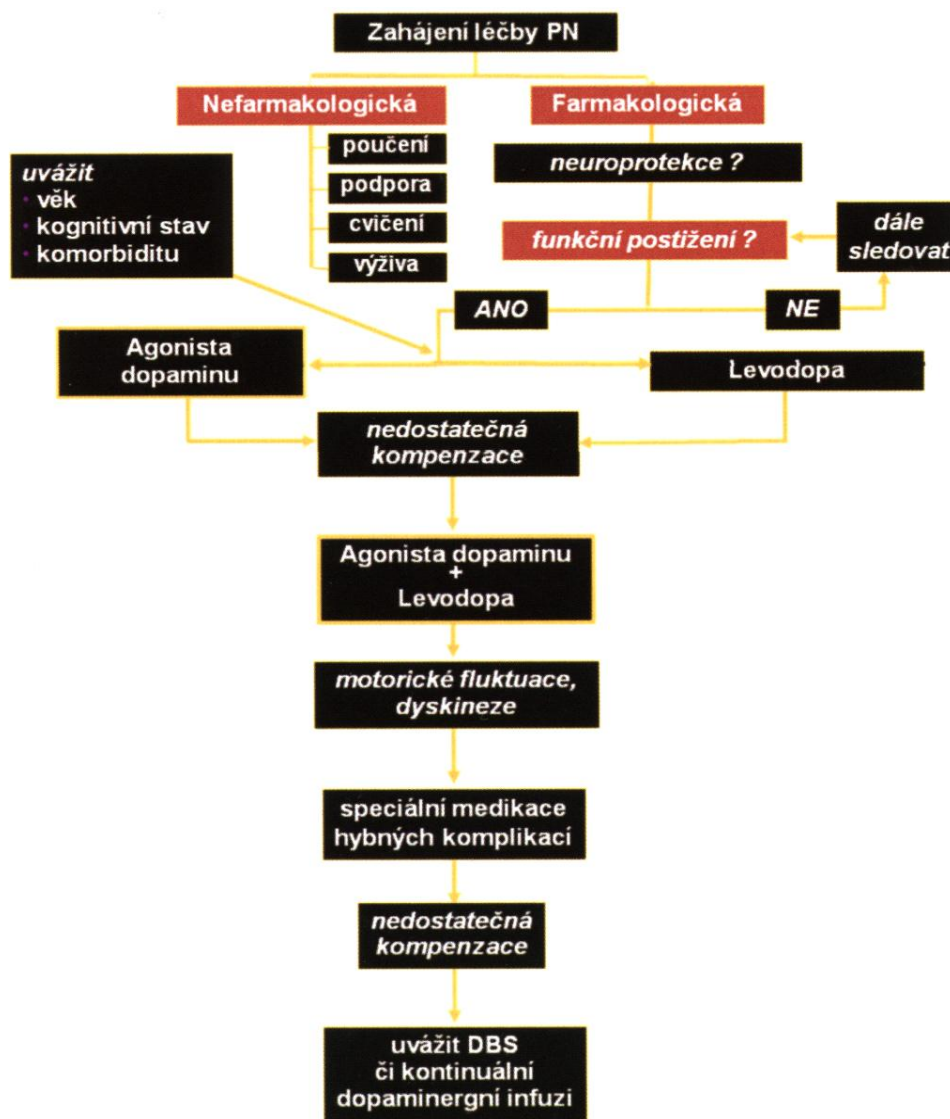 Zahájení léčby PN
Nefarmakologická
Farmakologická
poučení
podpora
cvičení
výživa
neuroprotekce ?
funkční postižení ?
dále
sledovat
uvážit
• věk
• kognitivní stav
• komorbiditu
ANO
NE
Agonista
dopaminu
Levodopa
nedostatečná
kompenzace
Agonista dopaminu
+
Levodopa
motorické fluktuace,
dyskineze
speciální medikace
hybných komplikací
nedostatečná
kompenzace
uvážit DBS
či kontinuální
dopaminergní infuzi